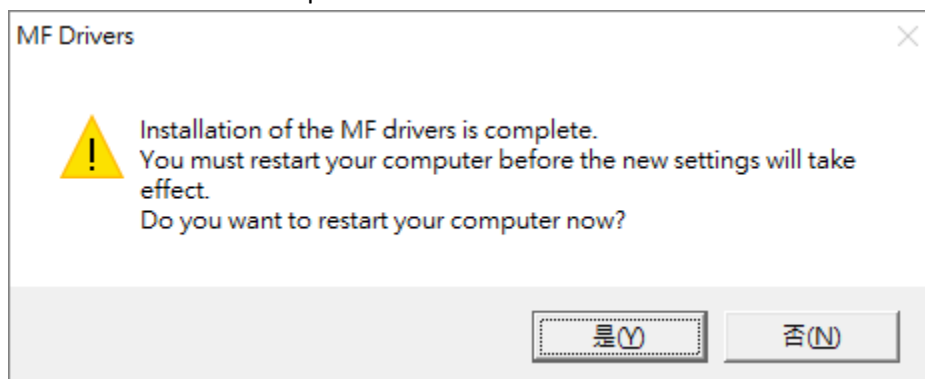 MF Drivers
Installation of the MF drivers is complete.
You must restart your computer before the new settings will take
effect.
Do you want to restart your computer now?
是(Y)
否(N)